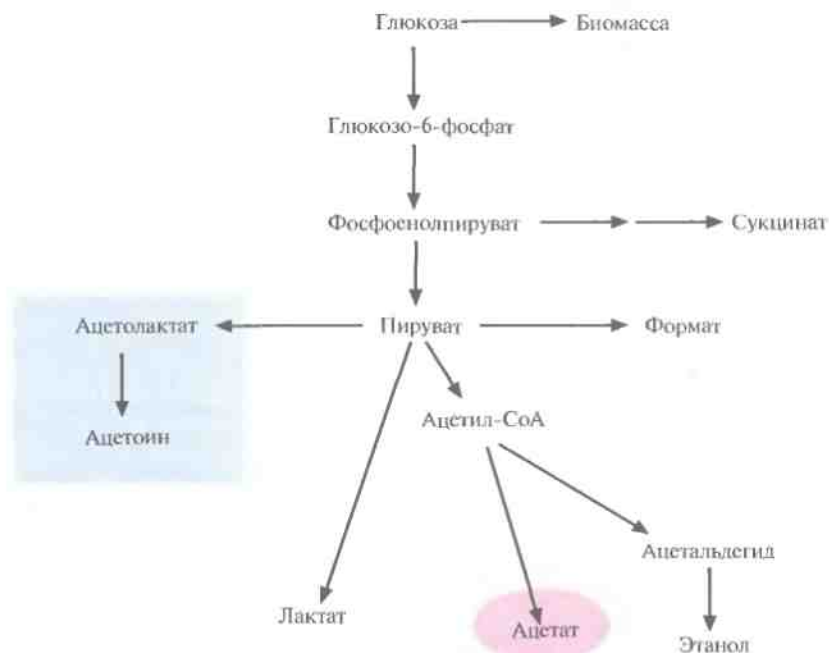 Глюкоза Биомасса
Глюкозо-6-фосфат
Фосфоенолпируват Сукцинат
Ацетолактат Пируват Формат
Ацетил-СоА
Ацетоин
Ацетальдегид
Лактат
Ацетат
Этанол